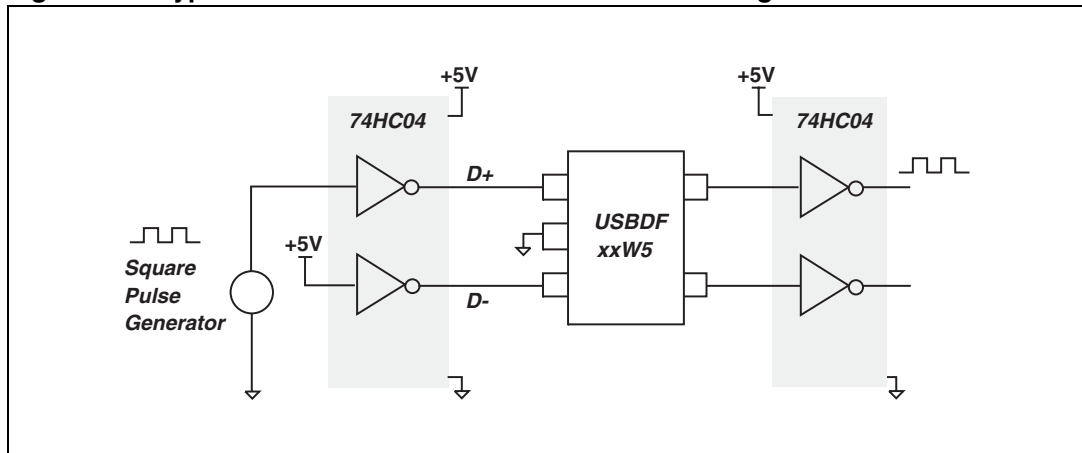 +5V
+5V
74HC04
74HC04
D+
USBDF
xxW5
+5V
Square
Pulse
Generator
D-